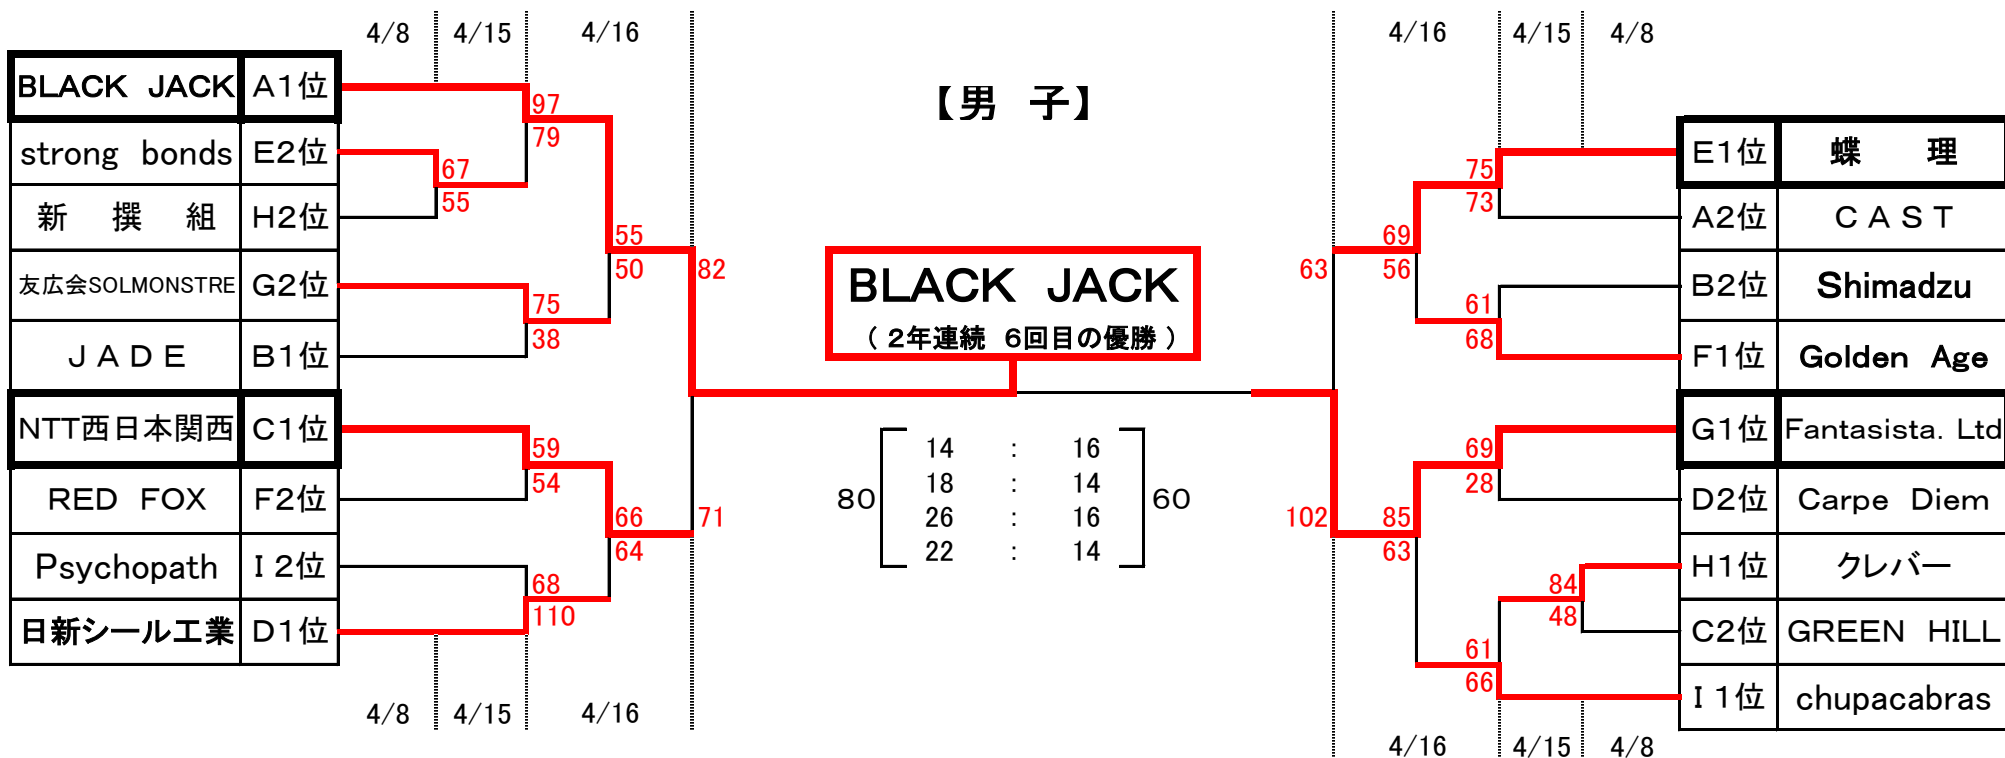 4/8 4/15 4/16 4/16 4/15 4/8
【男 子】
BLACK JACK A1位
strong bonds E2位
新 撰 組 H2位
友広会SOLMONSTRE G2位
JADE B1位
NTT西日本関西 C1位
RED FOX F2位
Psychopath I2位
日新シール工業 D1位
97
79
67
55
55
50
82
75
38
59
54
66
64
71
68
110
BLACK JACK
(2年連続 6回目の優勝)
80
14 : 16
18 : 14
26 : 16
22 : 14
60
75
73
69
56
63
61
68
69
28
102
85
63
84
48
61
66
E1位 蝶 理
A2位 CAST
B2位 Shimadzu
F1位 Golden Age
G1位 Fantasista. Ltd
D2位 Carpe Diem
H1位 クレバー
C2位 GREEN HILL
I1位 chupacabras
4/8 4/15 4/16
4/16 4/15 4/8